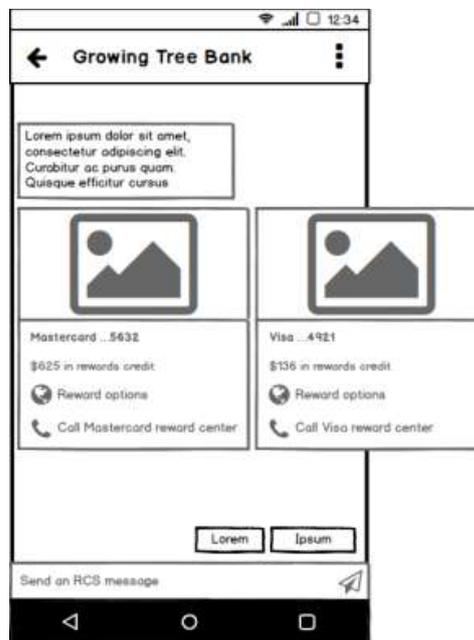 12:34
Growing Tree Bank
Lorem ipsum dolor sit amet,
consectetur adipiscing elit.
Curabitur ac purus quam.
Quisque efficitur cursus
Mastercard ...5632
$625 in rewards credit
Reward options
Call Mastercard reward center
Visa ...4921
$136 in rewards credit
Reward options
Call Visa reward center
Lorem
Ipsum
Send an RCS message